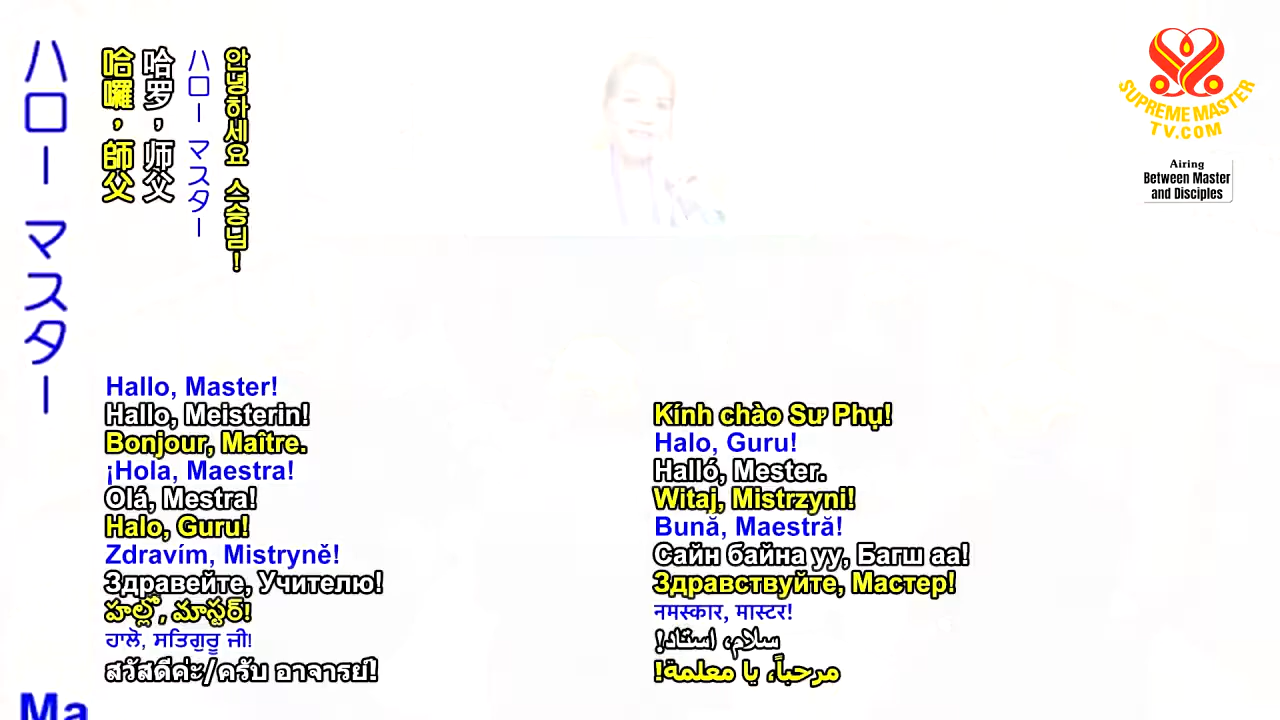 ハロー マスター
哈囉，師父
哈罗，师父
ハロー マスター
안녕하세요 스승님!
SUPREME MASTER
TV.COM
Airing
Between Master
and Disciples
Hallo, Master!
Hallo, Meisterin!
Bonjour, Maître.
¡Hola, Maestra!
Olá, Mestra!
Halo, Guru!
Zdravím, Mistryně!
Здравейте, Учителю!
హల్లో, మాస్టర్!
ਹਾਲੋ, ਸਤਿਗੁਰੂ ਜੀ!
สวัสดีค่ะ/ครับ อาจารย์!
Kính chào Sư Phụ!
Halo, Guru!
Halló, Mester.
Witaj, Mistrzyni!
Bună, Maestră!
Сайн байна уу, Багш аа!
Здравствуйте, Мастер!
नमस्कार, मास्टर!
سلام، استاد!
مرحباً، يا معلمة!
Ma